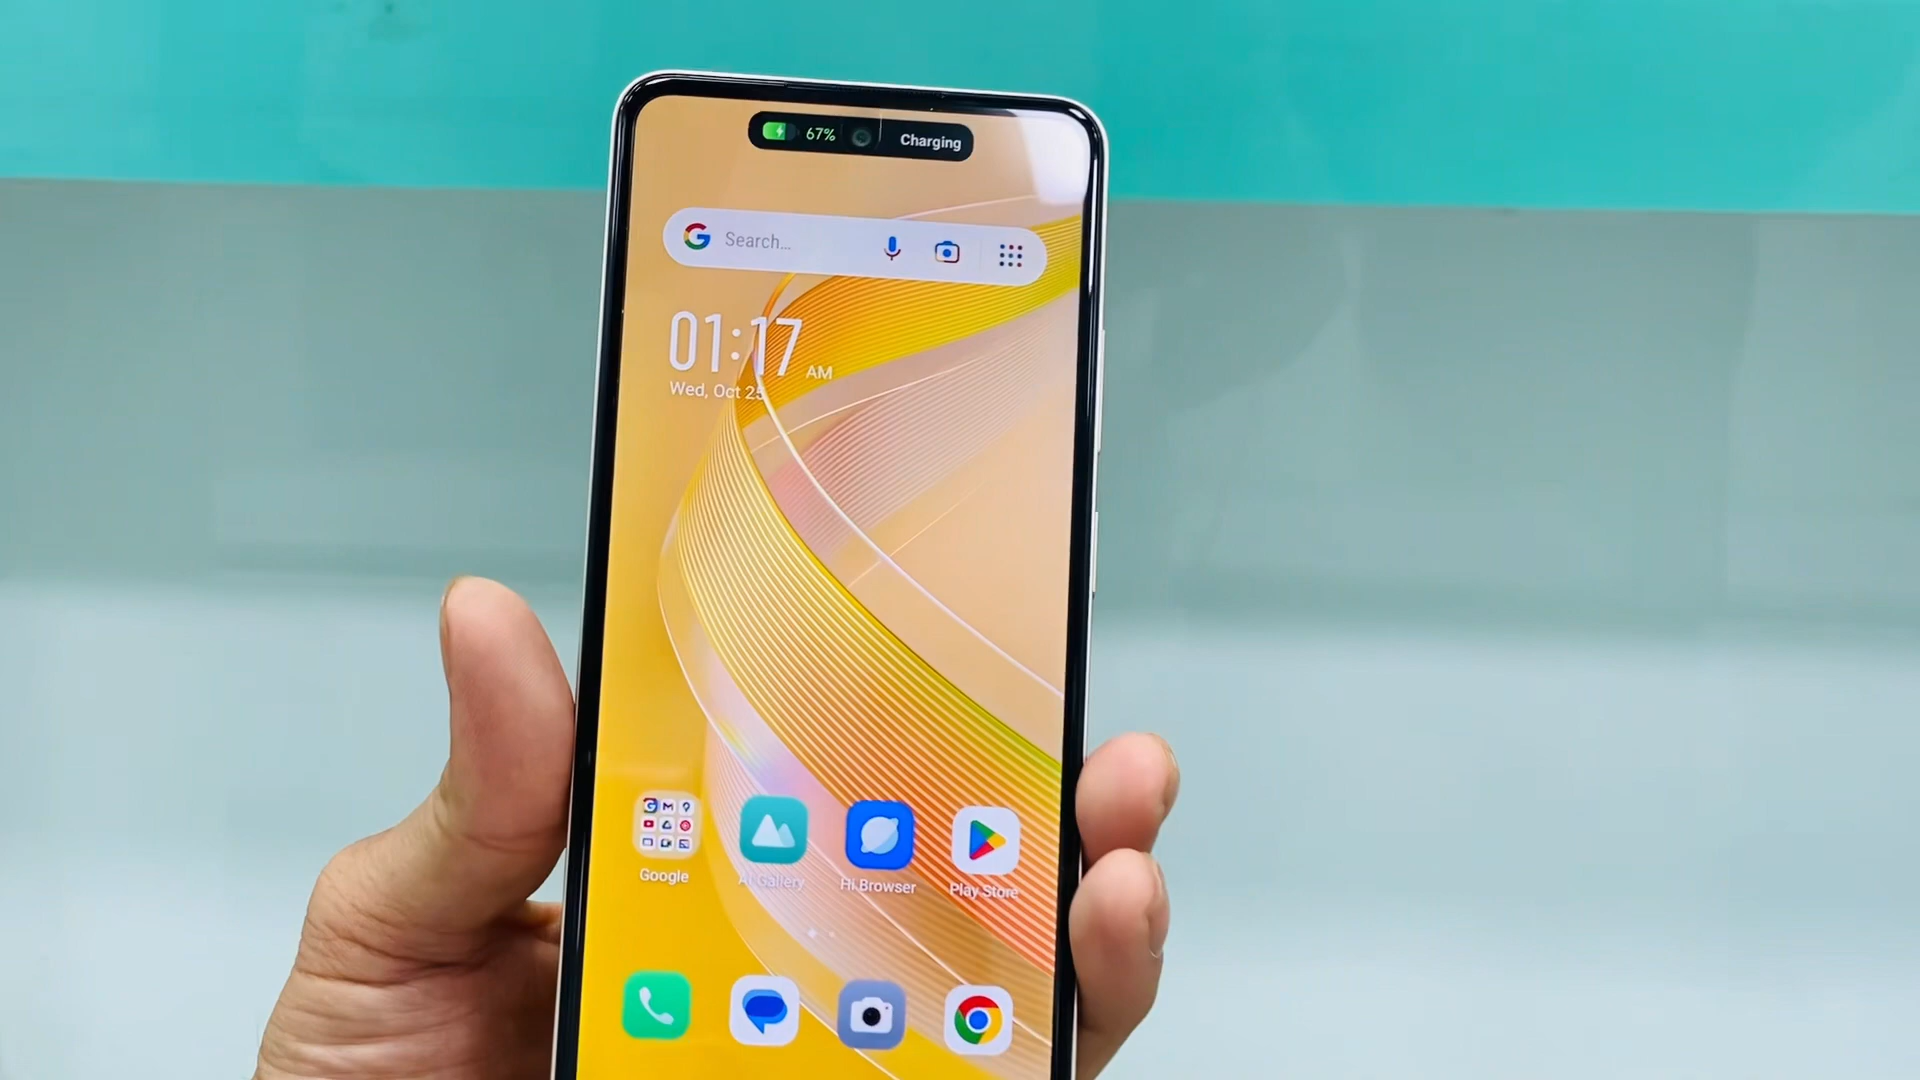 67% Charging
Search...
01:17 AM
Wed, Oct 25
Google
AI Gallery
Hi Browser
Play Store